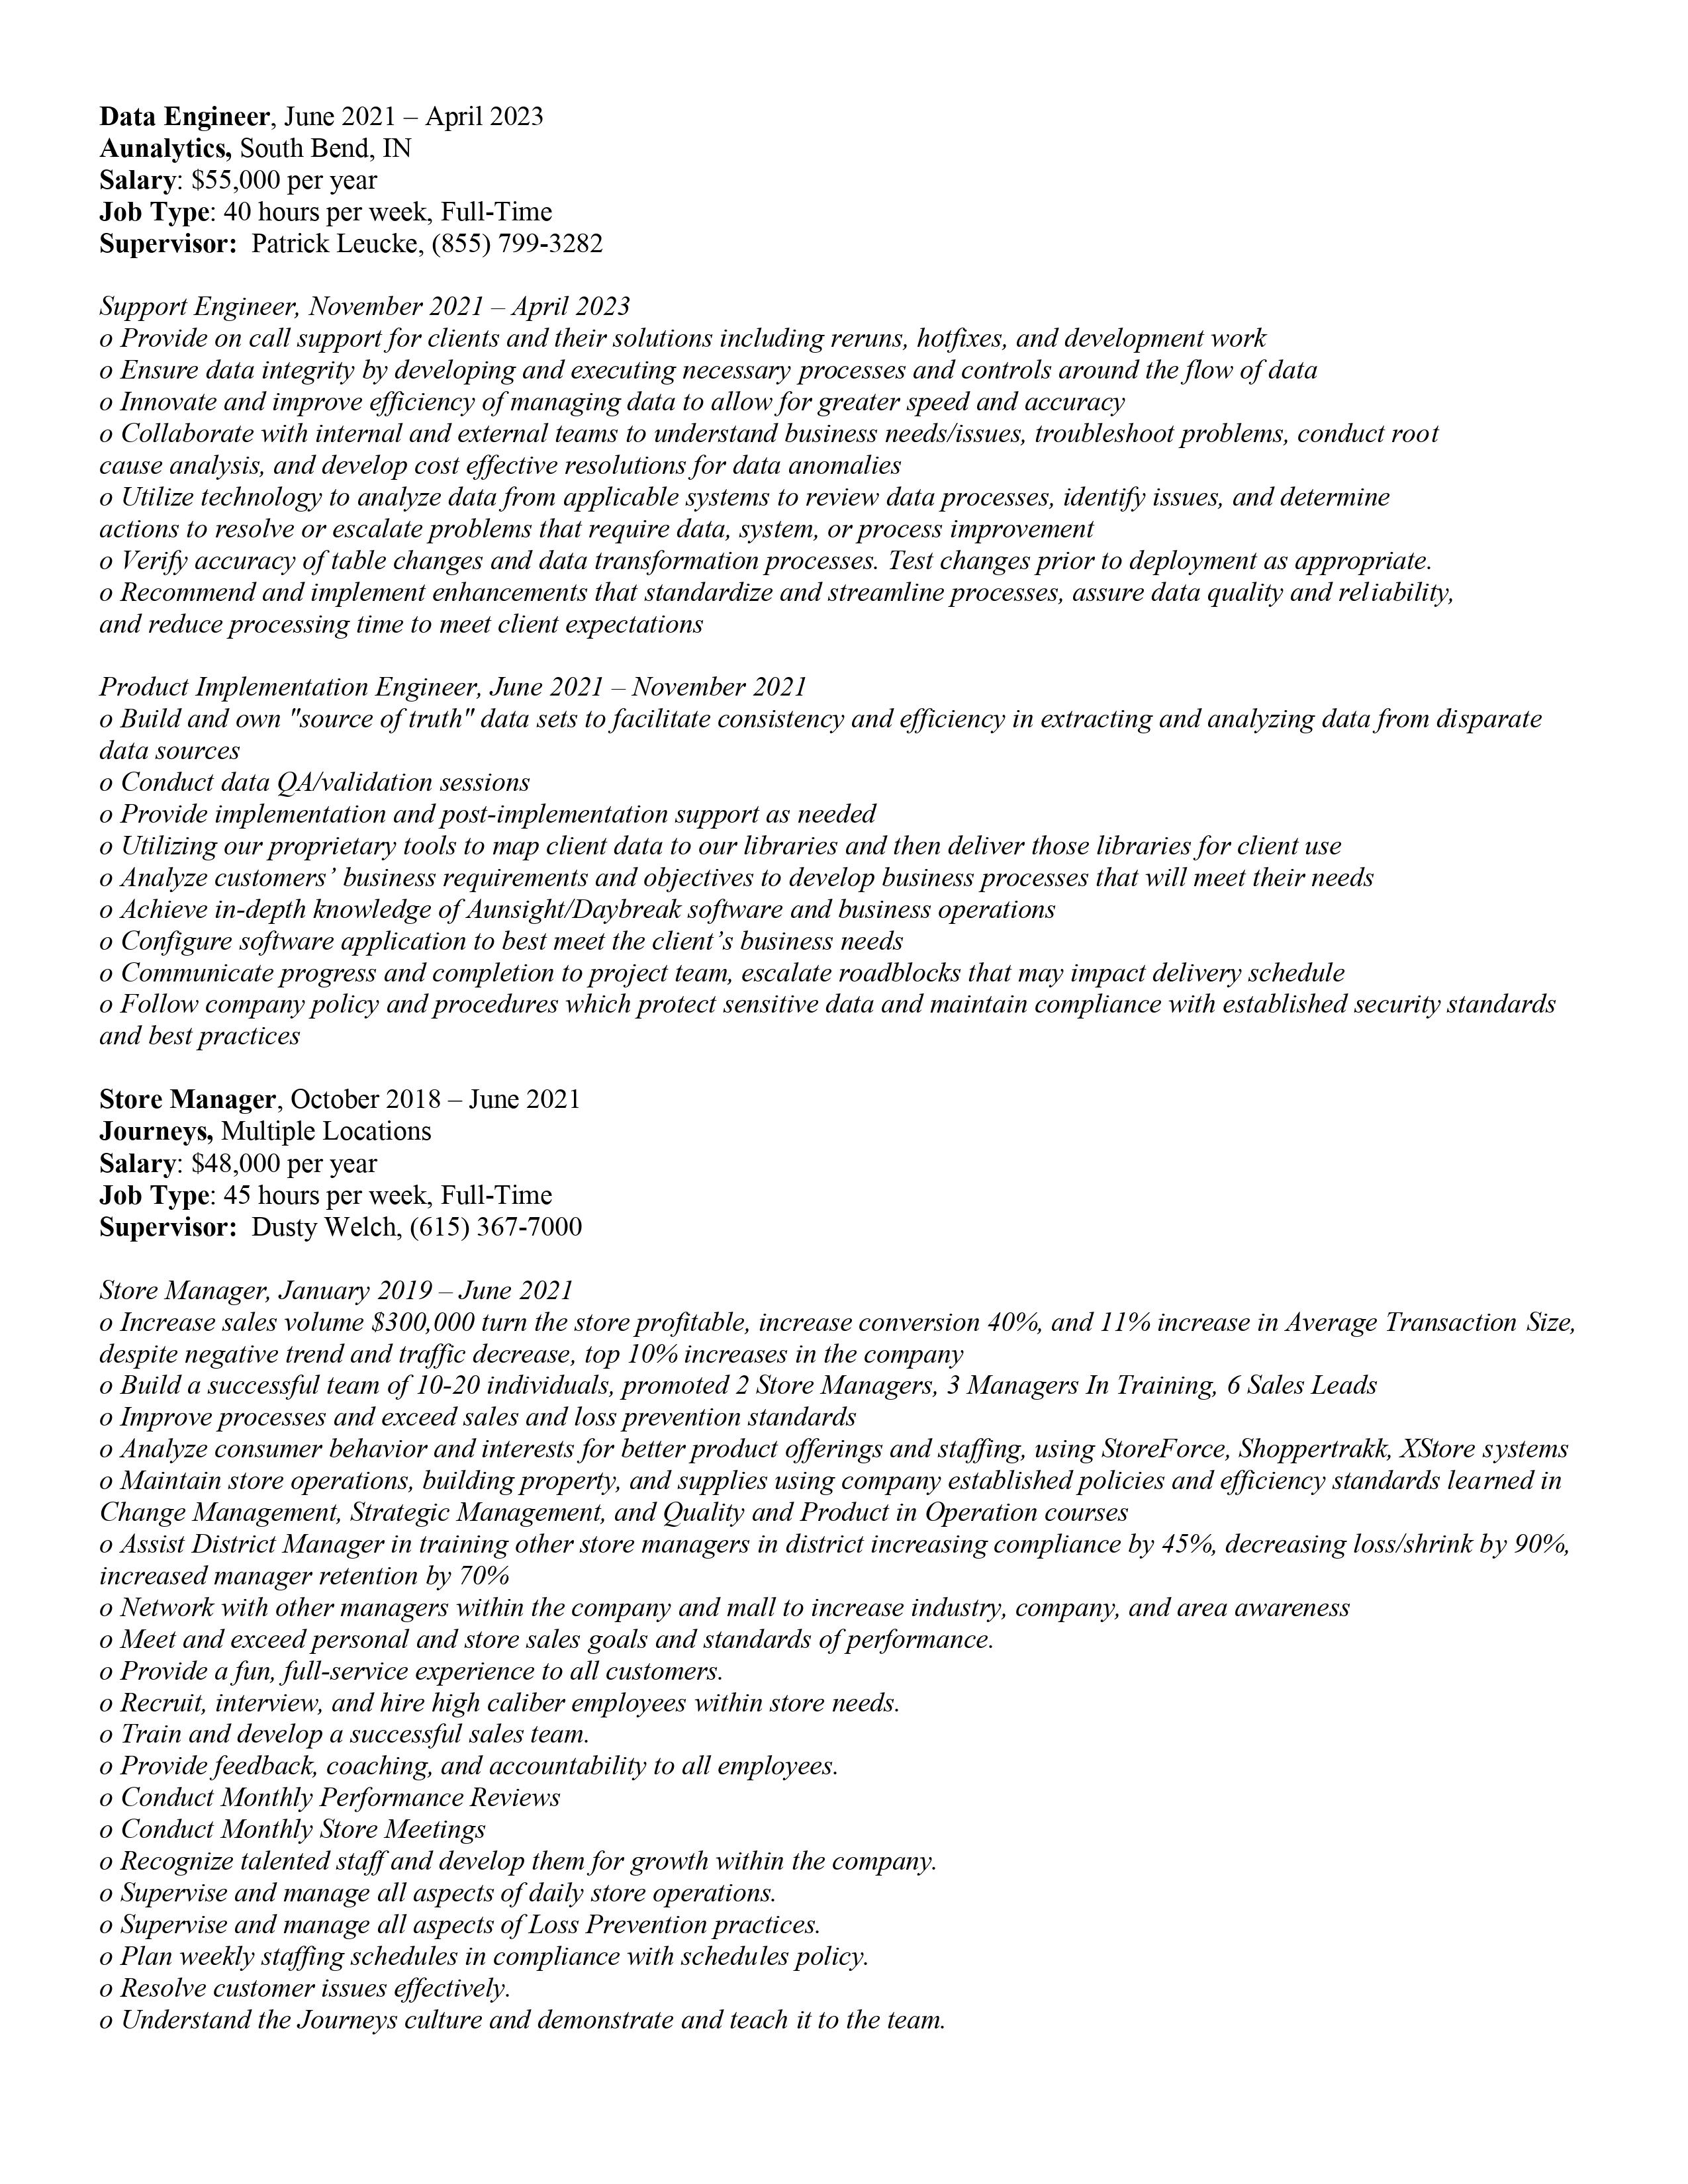 Data Engineer, June 2021 – April 2023
Aunalytics, South Bend, IN
Salary: $55,000 per year
Job Type: 40 hours per week, Full-Time
Supervisor:  Patrick Leucke, (855) 799-3282
Support Engineer, November 2021 – April 2023
o Provide on call support for clients and their solutions including reruns, hotfixes, and development work
o Ensure data integrity by developing and executing necessary processes and controls around the flow of data
o Innovate and improve efficiency of managing data to allow for greater speed and accuracy
o Collaborate with internal and external teams to understand business needs/issues, troubleshoot problems, conduct root
cause analysis, and develop cost effective resolutions for data anomalies
o Utilize technology to analyze data from applicable systems to review data processes, identify issues, and determine
actions to resolve or escalate problems that require data, system, or process improvement
o Verify accuracy of table changes and data transformation processes. Test changes prior to deployment as appropriate.
o Recommend and implement enhancements that standardize and streamline processes, assure data quality and reliability,
and reduce processing time to meet client expectations
Product Implementation Engineer, June 2021 – November 2021
o Build and own "source of truth" data sets to facilitate consistency and efficiency in extracting and analyzing data from disparate
data sources
o Conduct data QA/validation sessions
o Provide implementation and post-implementation support as needed
o Utilizing our proprietary tools to map client data to our libraries and then deliver those libraries for client use
o Analyze customers’ business requirements and objectives to develop business processes that will meet their needs
o Achieve in-depth knowledge of Aunsight/Daybreak software and business operations
o Configure software application to best meet the client’s business needs
o Communicate progress and completion to project team, escalate roadblocks that may impact delivery schedule
o Follow company policy and procedures which protect sensitive data and maintain compliance with established security standards
and best practices
Store Manager, October 2018 – June 2021
Journeys, Multiple Locations
Salary: $48,000 per year
Job Type: 45 hours per week, Full-Time
Supervisor:  Dusty Welch, (615) 367-7000
Store Manager, January 2019 – June 2021
o Increase sales volume $300,000 turn the store profitable, increase conversion 40%, and 11% increase in Average Transaction Size,
despite negative trend and traffic decrease, top 10% increases in the company
o Build a successful team of 10-20 individuals, promoted 2 Store Managers, 3 Managers In Training, 6 Sales Leads
o Improve processes and exceed sales and loss prevention standards
o Analyze consumer behavior and interests for better product offerings and staffing, using StoreForce, Shoppertrakk, XStore systems
o Maintain store operations, building property, and supplies using company established policies and efficiency standards learned in
Change Management, Strategic Management, and Quality and Product in Operation courses
o Assist District Manager in training other store managers in district increasing compliance by 45%, decreasing loss/shrink by 90%,
increased manager retention by 70%
o Network with other managers within the company and mall to increase industry, company, and area awareness
o Meet and exceed personal and store sales goals and standards of performance.
o Provide a fun, full-service experience to all customers.
o Recruit, interview, and hire high caliber employees within store needs.
o Train and develop a successful sales team.
o Provide feedback, coaching, and accountability to all employees.
o Conduct Monthly Performance Reviews
o Conduct Monthly Store Meetings
o Recognize talented staff and develop them for growth within the company.
o Supervise and manage all aspects of daily store operations.
o Supervise and manage all aspects of Loss Prevention practices.
o Plan weekly staffing schedules in compliance with schedules policy.
o Resolve customer issues effectively.
o Understand the Journeys culture and demonstrate and teach it to the team.